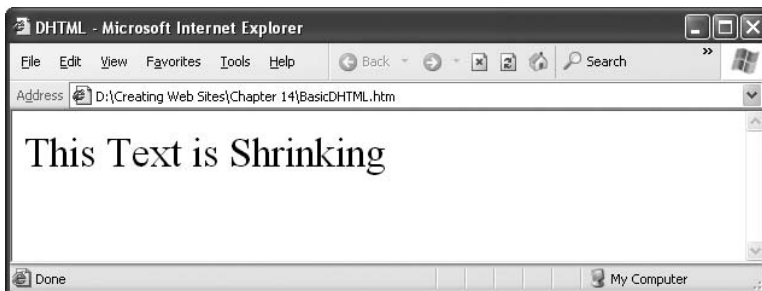 DHTML - Microsoft Internet Explorer
File Edit View Favorites Tools Help Back Search »
Address D:\Creating Web Sites\Chapter 14\BasicDHTML.htm
This Text is Shrinking
Done My Computer